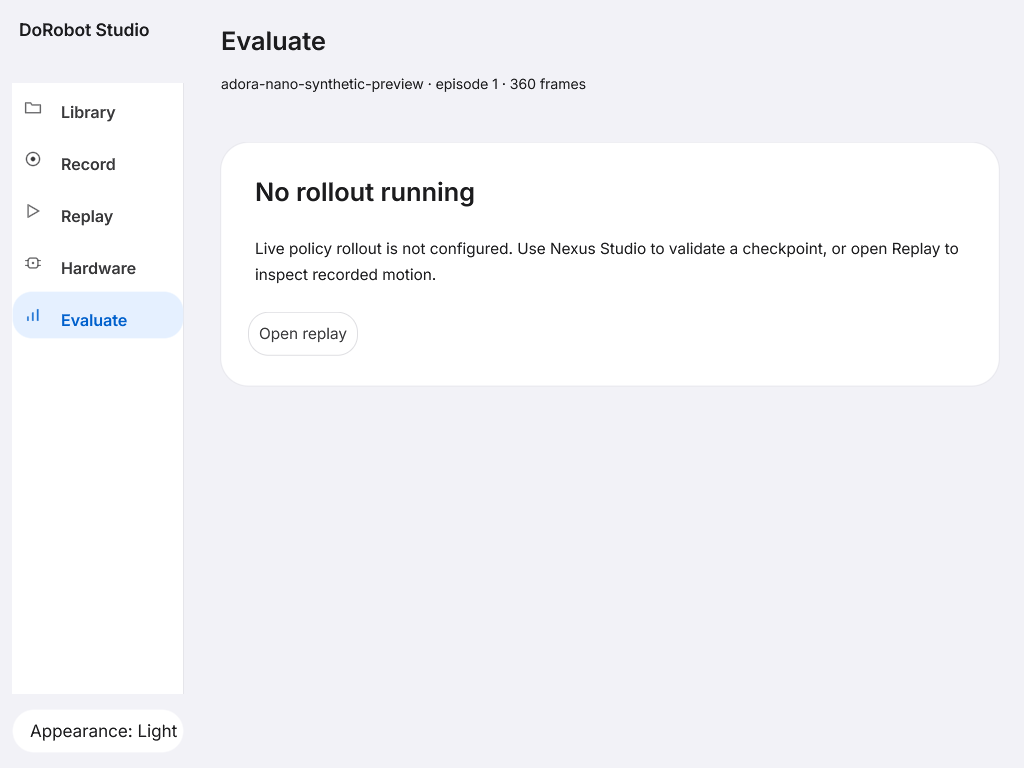 DoRobot Studio
Library
Record
Replay
Hardware
Evaluate
Appearance: Light
Evaluate
adora-nano-synthetic-preview · episode 1 · 360 frames
No rollout running
Live policy rollout is not configured. Use Nexus Studio to validate a checkpoint, or open Replay to
inspect recorded motion.
Open replay